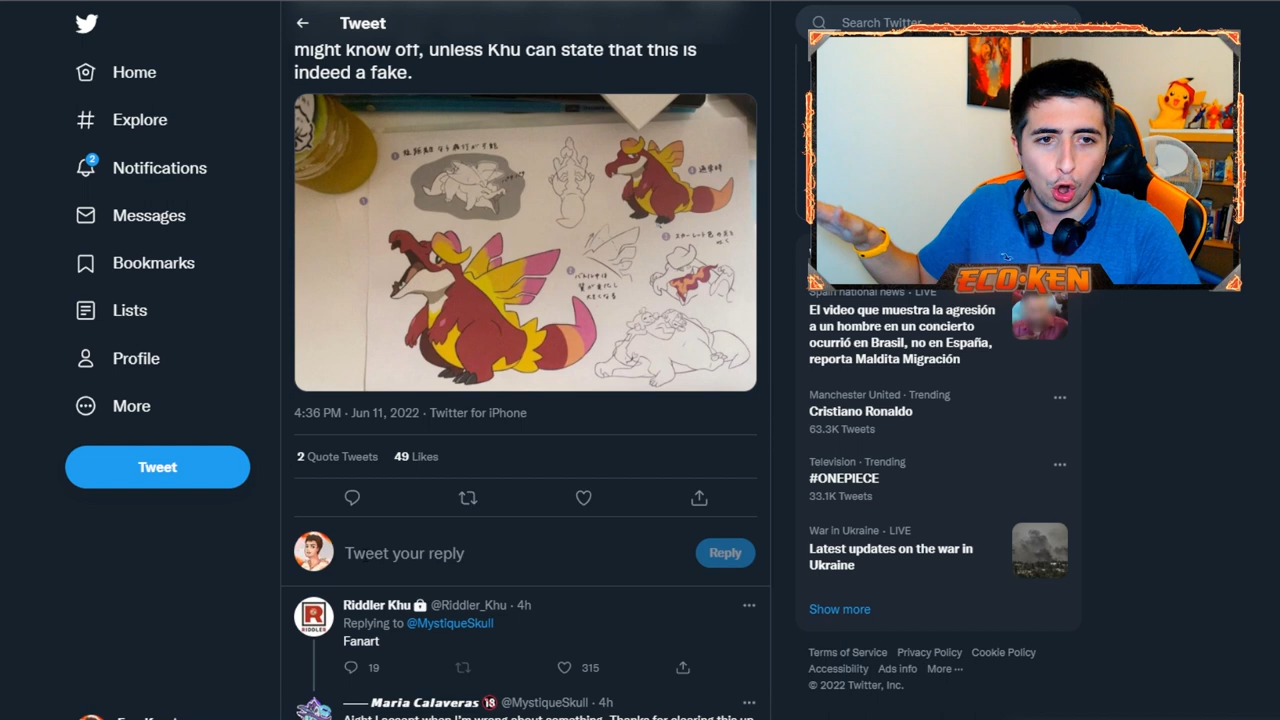 Tweet
Search Twitter
might know off, unless Khu can state that this is
indeed a fake.
Home
Explore
2
Notifications
Messages
Bookmarks
Lists
Profile
More
Tweet
通常時
4:36 PM · Jun 11, 2022 · Twitter for iPhone
2 Quote Tweets 49 Likes
Tweet your reply
Reply
Riddler Khu @Riddler_Khu · 4h
Replying to @MystiqueSkull
Fanart
19
315
RIDDLER
Maria Calaveras 🔞 @MystiqueSkull · 4h
ECO·KEN
Spain national news · LIVE
El video que muestra la agresión
a un hombre en un concierto
ocurrió en Brasil, no en España,
reporta Maldita Migración
Manchester United · Trending
Cristiano Ronaldo
63.3K Tweets
Television · Trending
#ONEPIECE
33.1K Tweets
War in Ukraine · LIVE
Latest updates on the war in
Ukraine
Show more
Terms of Service Privacy Policy Cookie Policy
Accessibility Ads info More ···
© 2022 Twitter, Inc.